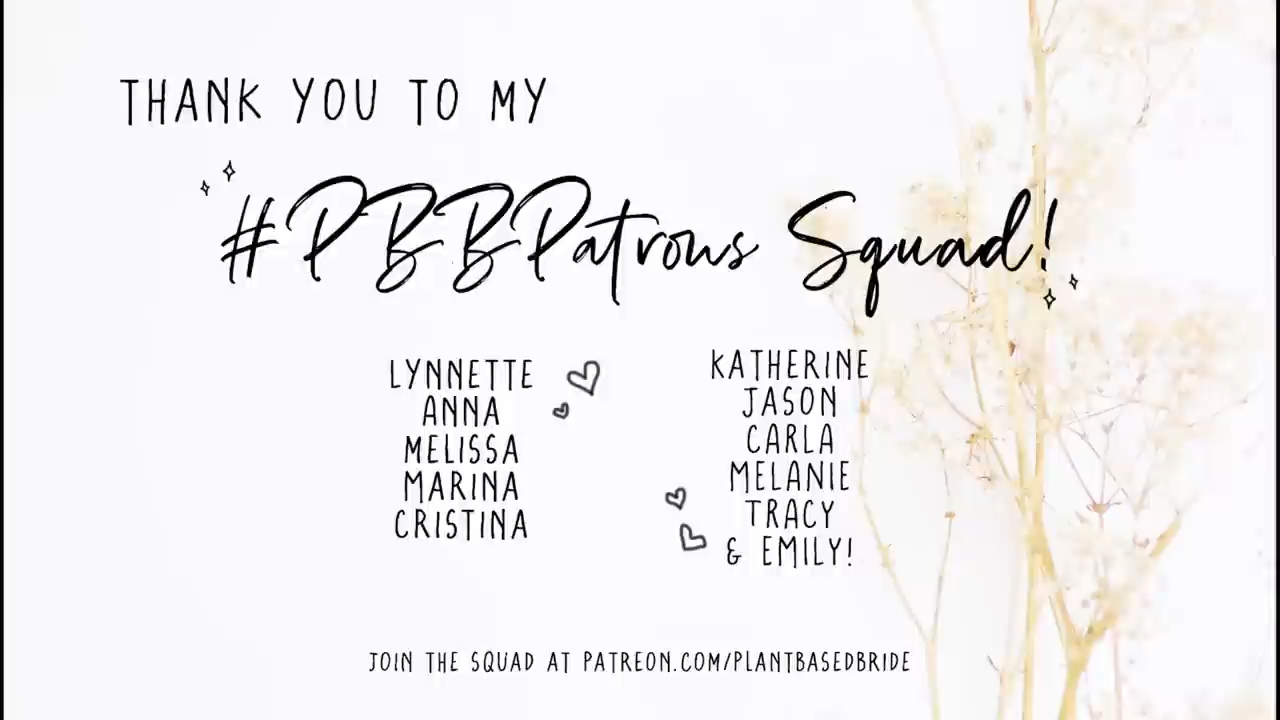 THANK YOU TO MY
#PBBPatrons Squad!
LYNNETTE
ANNA
MELISSA
MARINA
CRISTINA
KATHERINE
JASON
CARLA
MELANIE
TRACY
& EMILY!
JOIN THE SQUAD AT PATREON.COM/PLANTBASEDBRIDE